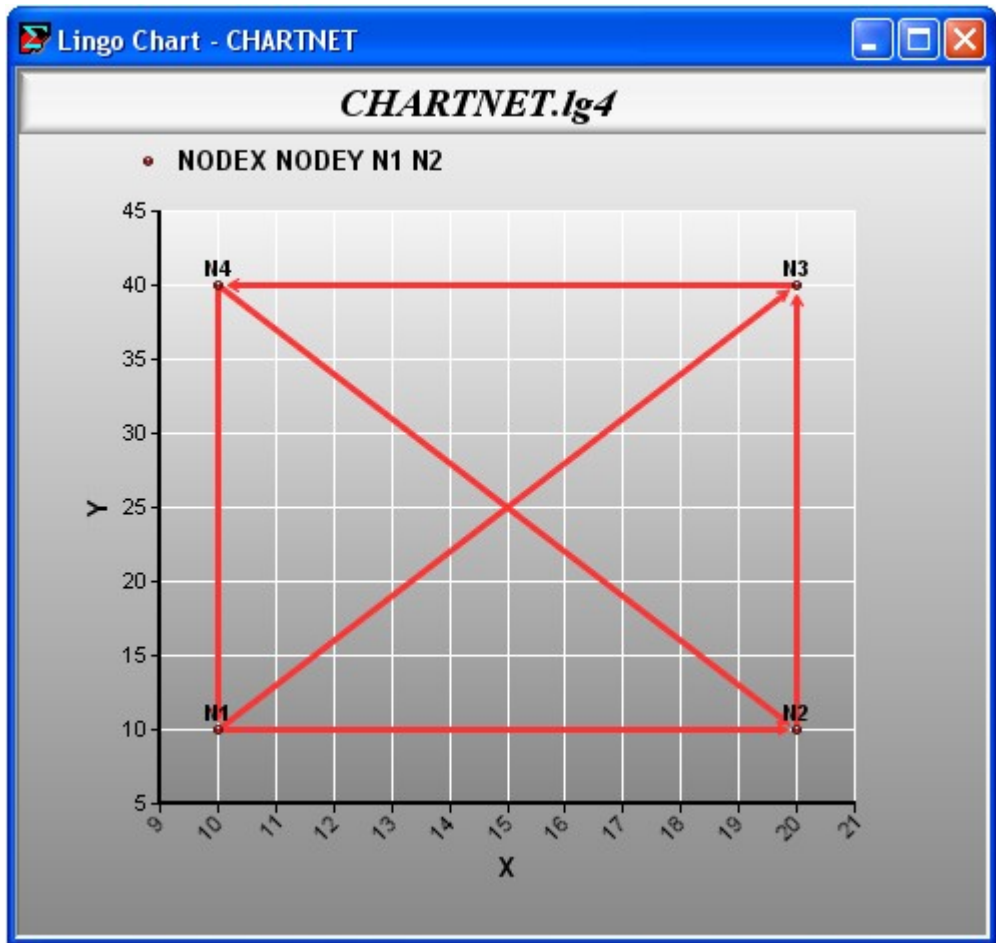 Lingo Chart - CHARTNET
CHARTNET.lg4
NODEX NODEY N1 N2
45
N4
N3
40
35
30
Y
25
20
15
N1
N2
10
5
9 10 11 12 13 14 15 16 17 18 19 20 21
X